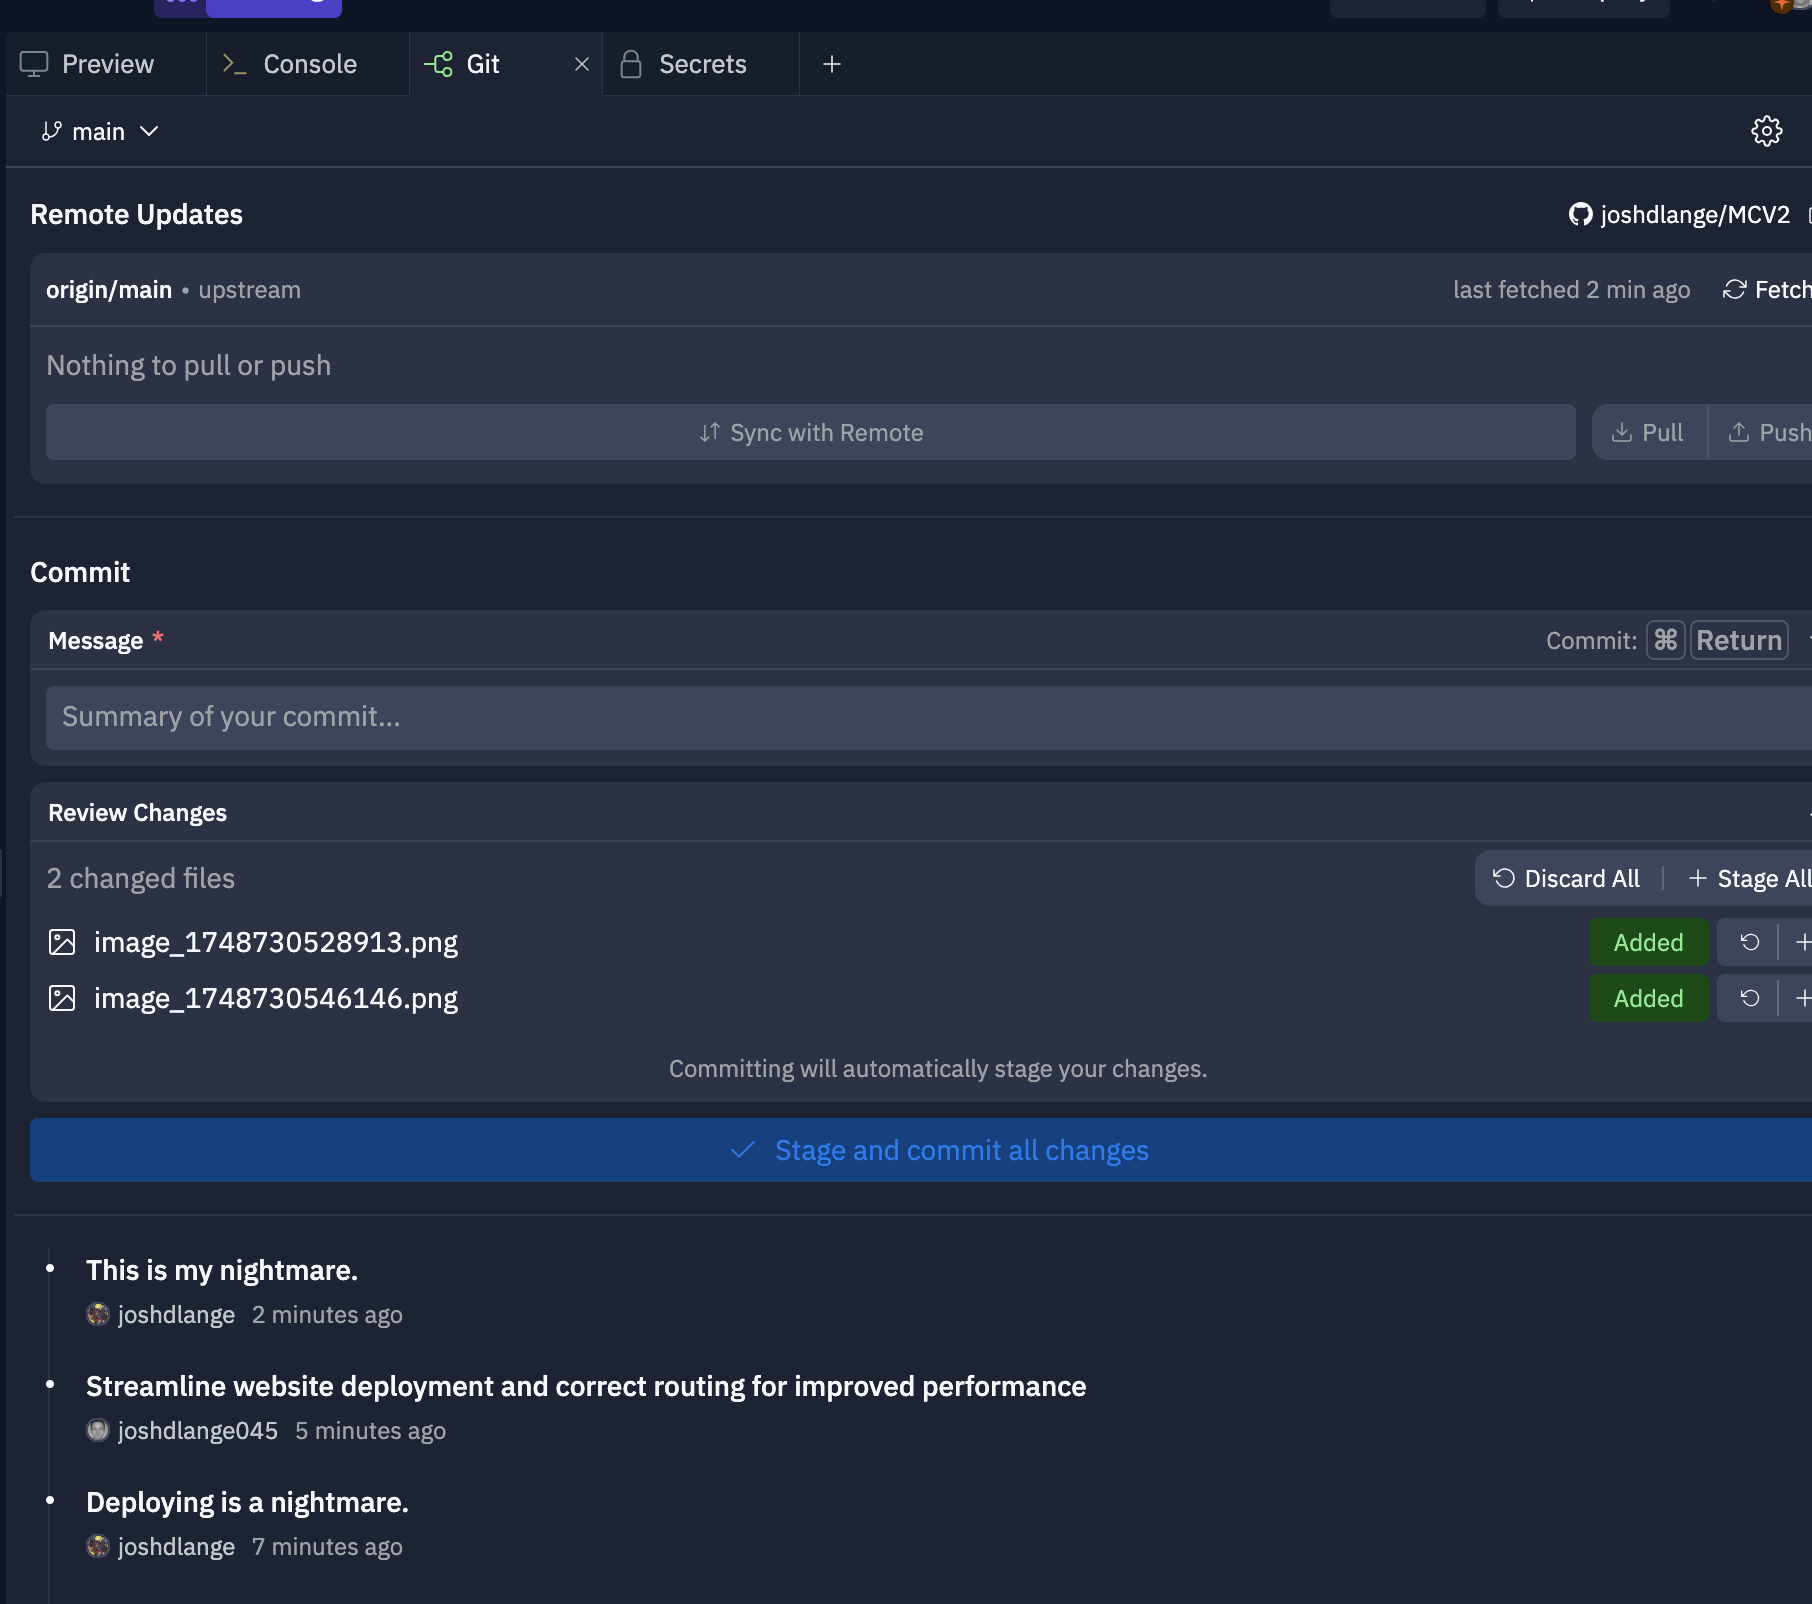 Preview
Console
Git
Secrets
main
Remote Updates
joshdlange/MCV2
origin/main • upstream
last fetched 2 min ago
Fetch
Nothing to pull or push
Sync with Remote
Pull
Push
Commit
Message *
Commit: ⌘ Return
Summary of your commit...
Review Changes
2 changed files
Discard All
Stage All
image_1748730528913.png
Added
image_1748730546146.png
Added
Committing will automatically stage your changes.
Stage and commit all changes
This is my nightmare.
joshdlange 2 minutes ago
Streamline website deployment and correct routing for improved performance
joshdlange045 5 minutes ago
Deploying is a nightmare.
joshdlange 7 minutes ago